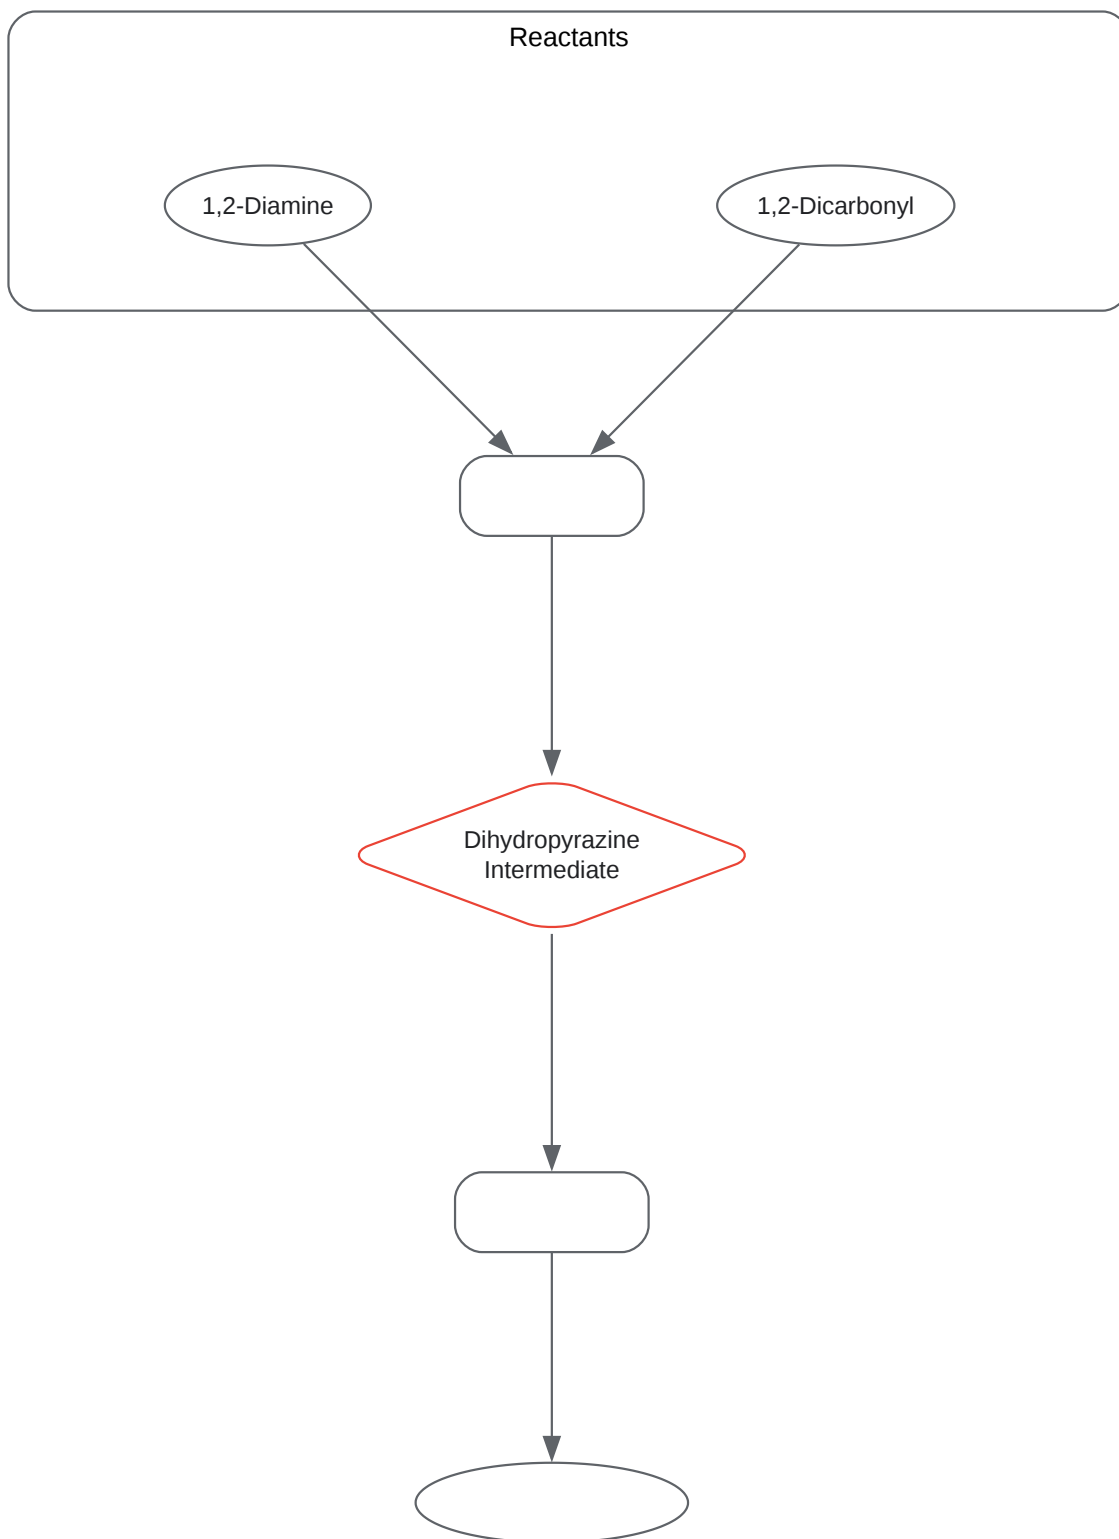 Reactants
1,2-Diamine
1,2-Dicarbonyl
Dihydropyrazine
Intermediate